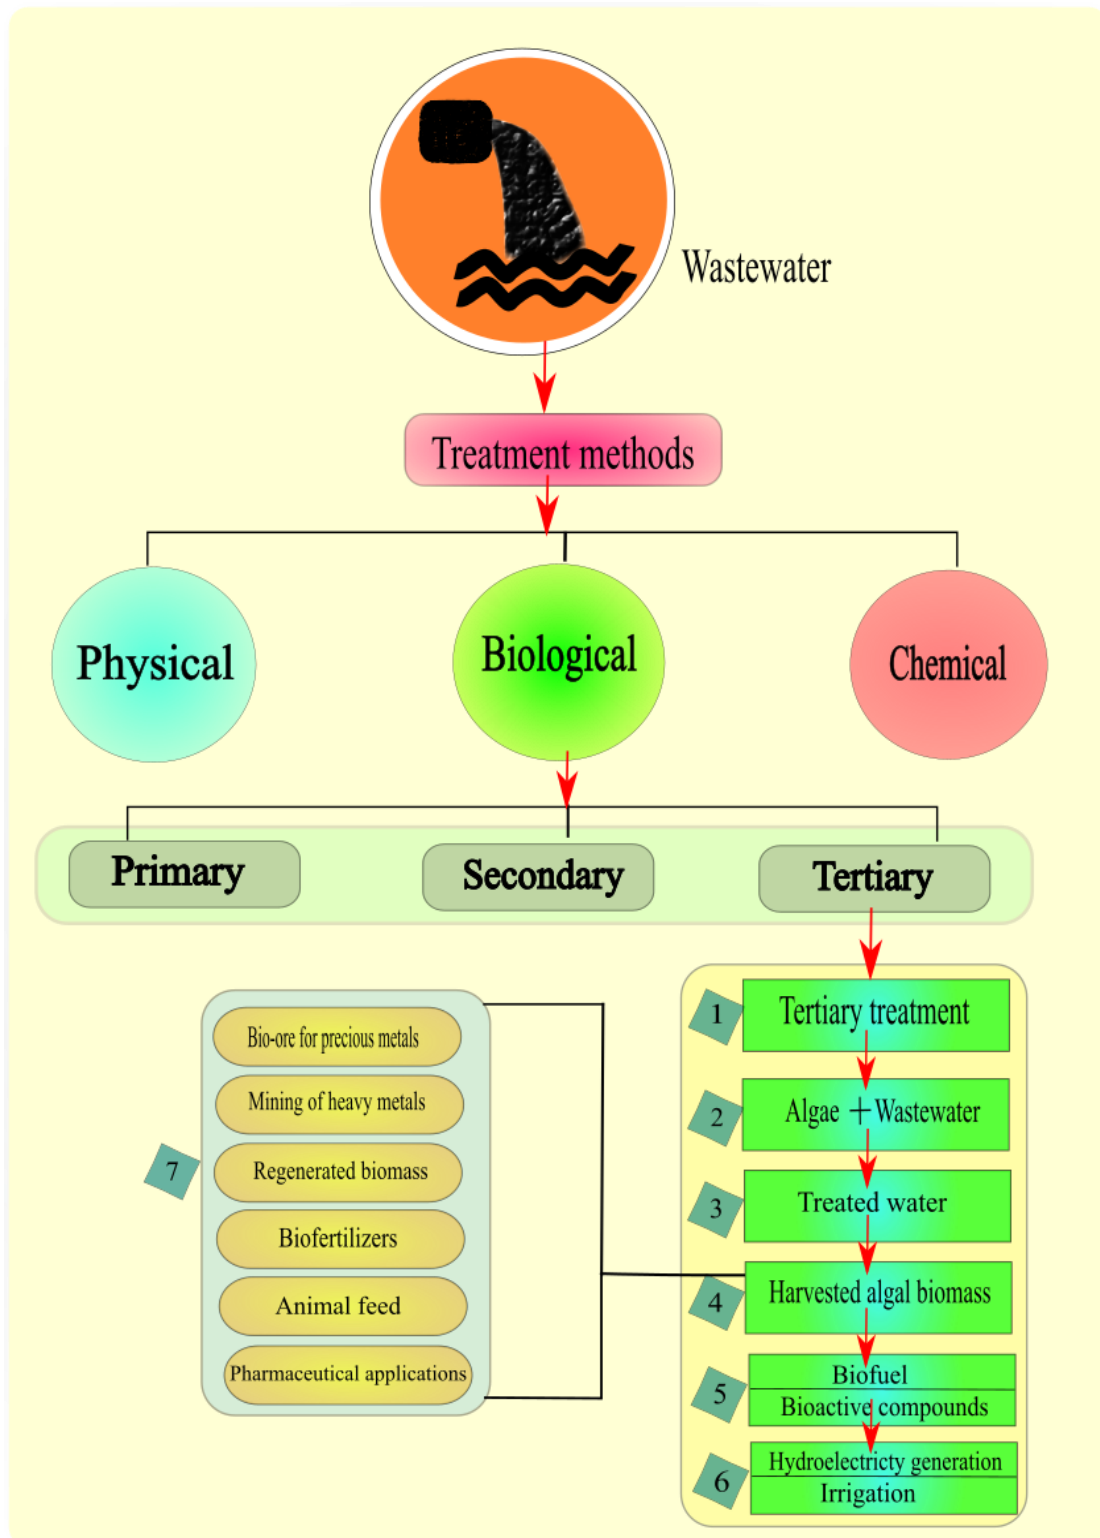 Wastewater
Treatment methods
Physical
Biological
Chemical
Primary
Secondary
Tertiary
1
Tertiary treatment
2
Algae + Wastewater
3
Treated water
4
Harvested algal biomass
5
Biofuel
Bioactive compounds
6
Hydroelectricty generation
Irrigation
7
Bio-ore for precious metals
Mining of heavy metals
Regenerated biomass
Biofertilizers
Animal feed
Pharmaceutical applications